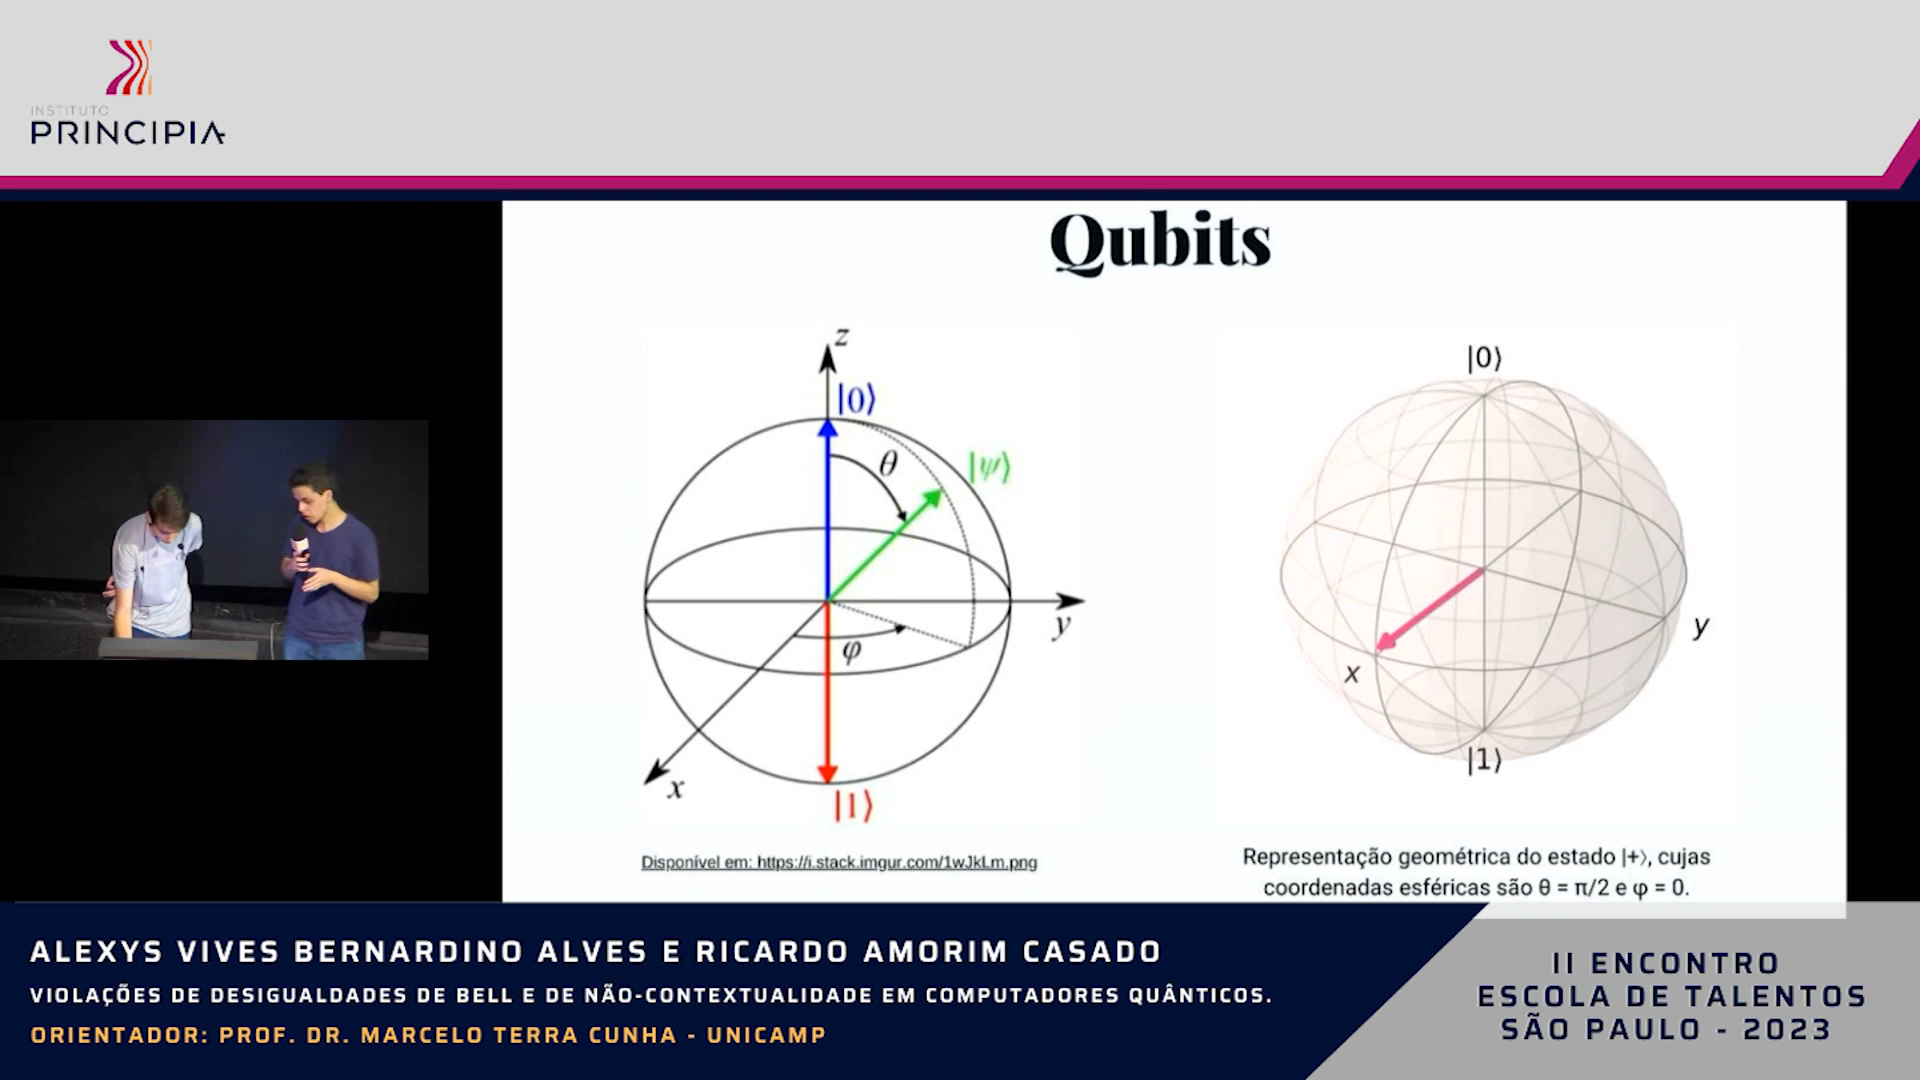 INSTITUTO
PRINCIPIA
Qubits
z
|0⟩
θ
|ψ⟩
y
φ
x
|1⟩
Disponível em: https://i.stack.imgur.com/1wJkLm.png
|0⟩
y
x
|1⟩
Representação geométrica do estado |+⟩, cujas
coordenadas esféricas são θ = π/2 e φ = 0.
ALEXYS VIVES BERNARDINO ALVES E RICARDO AMORIM CASADO
VIOLAÇÕES DE DESIGUALDADES DE BELL E DE NÃO-CONTEXTUALIDADE EM COMPUTADORES QUÂNTICOS.
ORIENTADOR: PROF. DR. MARCELO TERRA CUNHA - UNICAMP
II ENCONTRO
ESCOLA DE TALENTOS
SÃO PAULO - 2023